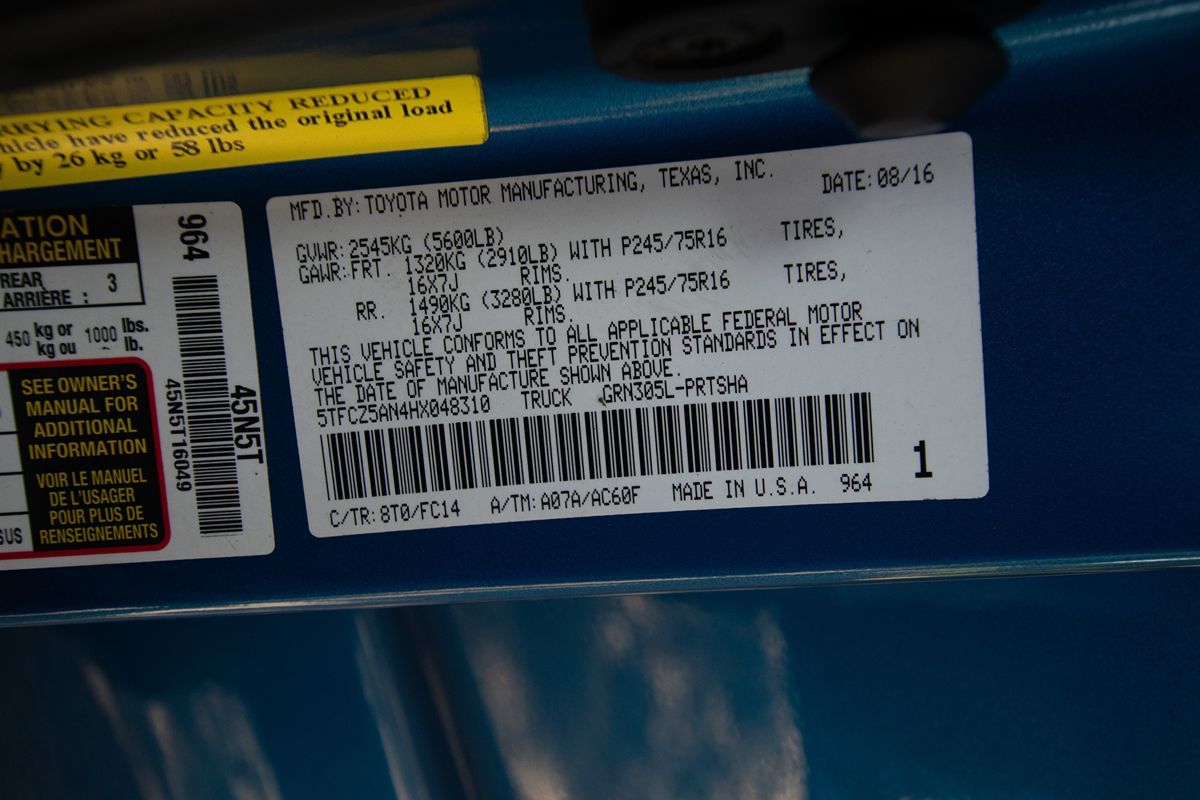 RRYING CAPACITY REDUCED
hicle have reduced the original load
y by 26 kg or 58 lbs
ATION
HARGEMENT
REAR
ARRIÈRE : 3
450 kg or 1000 lbs.
kg ou lb.
SEE OWNER'S
MANUAL FOR
ADDITIONAL
INFORMATION
VOIR LE MANUEL
DE L'USAGER
POUR PLUS DE
RENSEIGNEMENTS
SUS
964
45N5T
45N5T16049
MFD.BY:TOYOTA MOTOR MANUFACTURING, TEXAS, INC. DATE:08/16
GVWR:2545KG (5600LB)
GAWR:FRT. 1320KG (2910LB) WITH P245/75R16 TIRES,
16X7J RIMS.
RR. 1490KG (3280LB) WITH P245/75R16 TIRES,
16X7J RIMS.
THIS VEHICLE CONFORMS TO ALL APPLICABLE FEDERAL MOTOR
VEHICLE SAFETY AND THEFT PREVENTION STANDARDS IN EFFECT ON
THE DATE OF MANUFACTURE SHOWN ABOVE.
5TFCZ5AN4HX048310 TRUCK GRN305L-PRTSHA
C/TR:8T0/FC14 A/TM:A07A/AC60F MADE IN U.S.A. 964
1